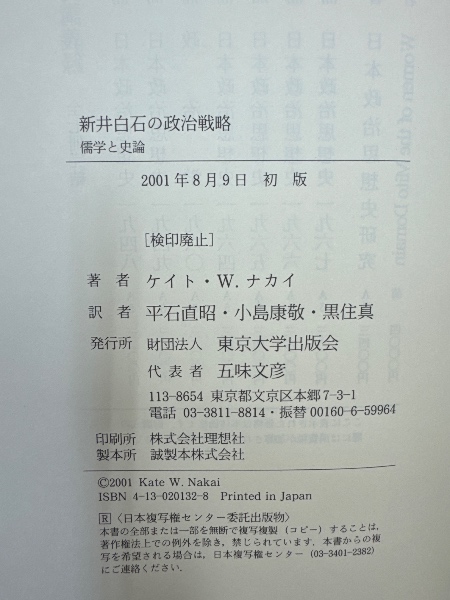 新井白石の政治戦略
儒学と史論
2001年8月9日 初 版
[検印廃止]
著 者 ケイト・W. ナカイ
訳 者 平石直昭・小島康敬・黒住真
発行所 財団法人 東京大学出版会
代 表 者 五味文彦
113-8654 東京都文京区本郷7-3-1
電話 03-3811-8814・振替 00160-6-59964
印刷所 株式会社理想社
製本所 誠製本株式会社
©2001 Kate W. Nakai
ISBN 4-13-020132-8 Printed in Japan
Ⓡ〈日本複写権センター委託出版物〉
本書の全部または一部を無断で複写複製（コピー）することは，
著作権法上での例外を除き，禁じられています．本書からの複写
を希望される場合は，日本複写権センター（03-3401-2382）
にご連絡ください．